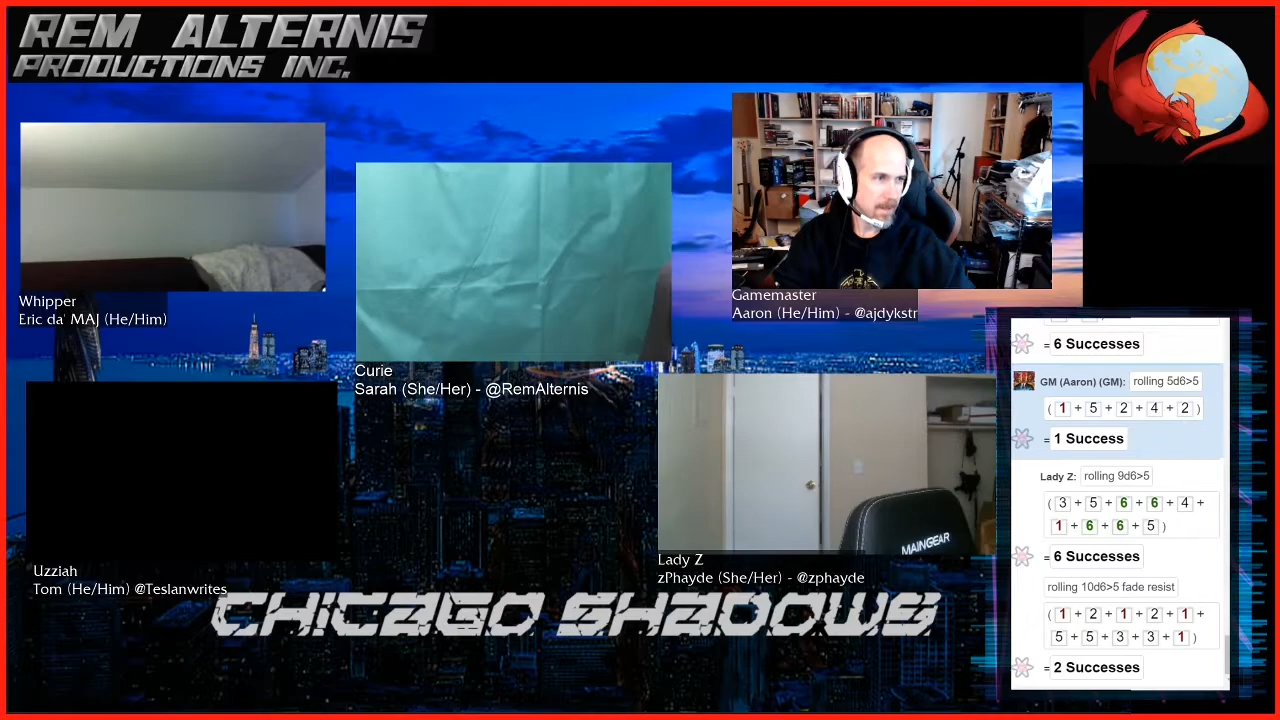 REM ALTERNIS
PRODUCTIONS INC.
Whipper
Eric da' MAJ (He/Him)
Curie
Sarah (She/Her) - @RemAlternis
Gamemaster
Aaron (He/Him) - @ajdykstr
Uzziah
Tom (He/Him) @Teslanwrites
MAINGEAR
Lady Z
zPhayde (She/Her) - @zphayde
CHICAGO SHADOWS
= 6 Successes
GM (Aaron) (GM): rolling 5d6>5
( 1 + 5 + 2 + 4 + 2 )
= 1 Success
Lady Z: rolling 9d6>5
( 3 + 5 + 6 + 6 + 4 +
1 + 6 + 6 + 5 )
= 6 Successes
rolling 10d6>5 fade resist
( 1 + 2 + 1 + 2 + 1 +
5 + 5 + 3 + 3 + 1 )
= 2 Successes